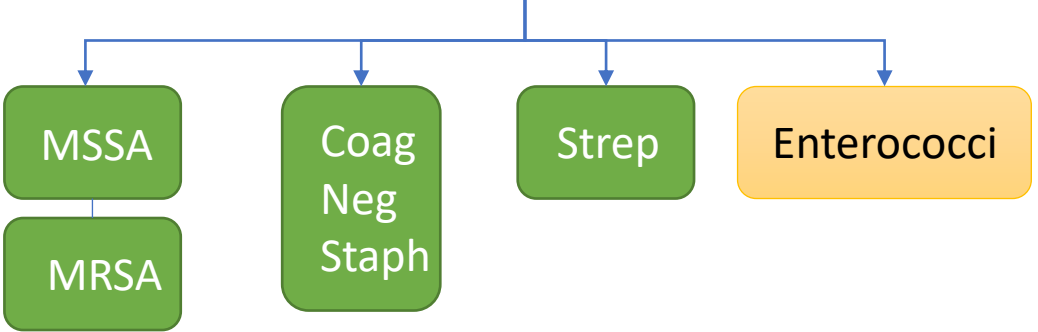 MSSA
MRSA
Coag
Neg
Staph
Strep
Enterococci